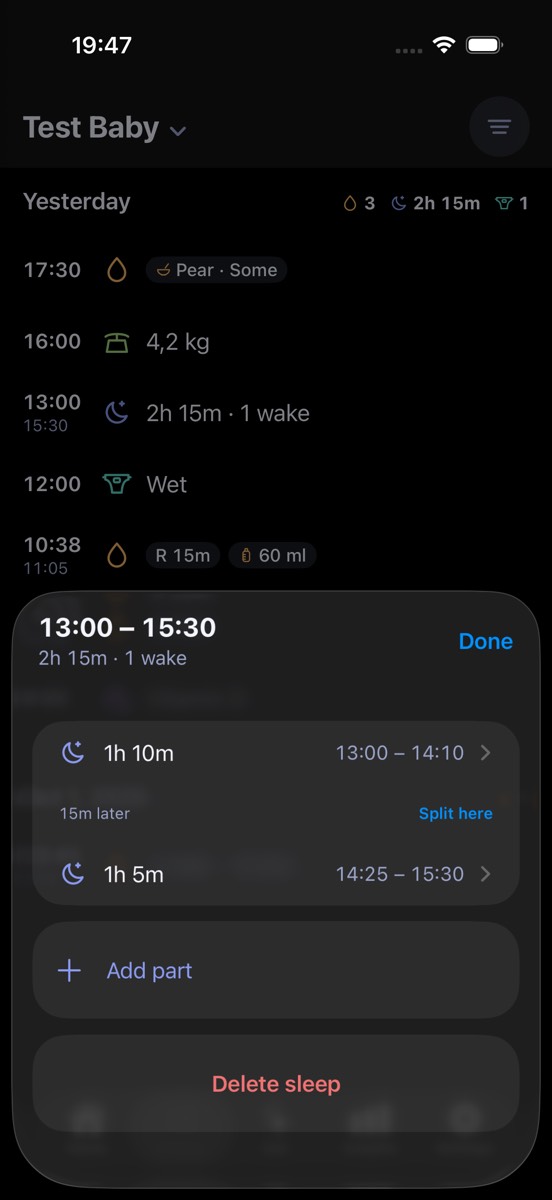 19:47
Test Baby
Yesterday 3 2h 15m 1
17:30 Pear · Some
16:00 4,2 kg
13:00 2h 15m · 1 wake
15:30
12:00 Wet
10:38 R 15m 60 ml
11:05
13:00 – 15:30
2h 15m · 1 wake
Done
1h 10m 13:00 – 14:10
15m later Split here
1h 5m 14:25 – 15:30
Add part
Delete sleep